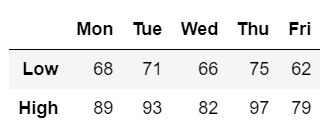 Mon Tue Wed Thu Fri
Low 68 71 66 75 62
High 89 93 82 97 79